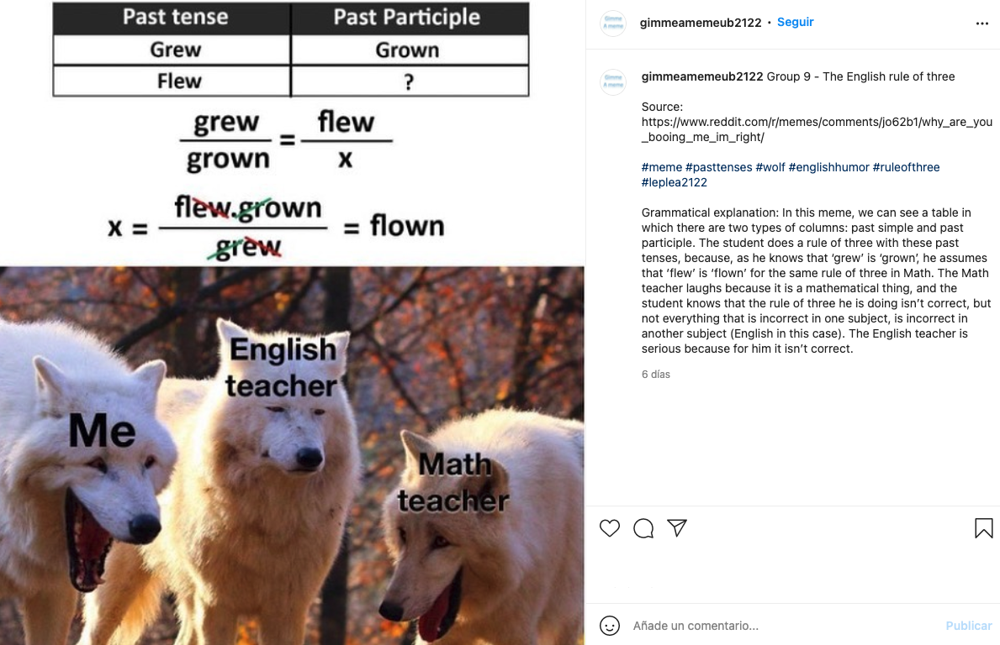 Past tense Past Participle
Grew Grown
Flew ?
grew = flew
grown x
x = flew.grown = flown
grew
English
teacher
Me
Math
teacher
Gimme
A meme
gimmeamemeub2122 • Seguir
Gimme
A meme
gimmeamemeub2122 Group 9 - The English rule of three
Source:
https://www.reddit.com/r/memes/comments/jo62b1/why_are_you
_booing_me_im_right/
#meme #pasttenses #wolf #englishhumor #ruleofthree
#leplea2122
Grammatical explanation: In this meme, we can see a table in
which there are two types of columns: past simple and past
participle. The student does a rule of three with these past
tenses, because, as he knows that ‘grew’ is ‘grown’, he assumes
that ‘flew’ is ‘flown’ for the same rule of three in Math. The Math
teacher laughs because it is a mathematical thing, and the
student knows that the rule of three he is doing isn’t correct, but
not everything that is incorrect in one subject, is incorrect in
another subject (English in this case). The English teacher is
serious because for him it isn’t correct.
6 días
Añade un comentario... Publicar